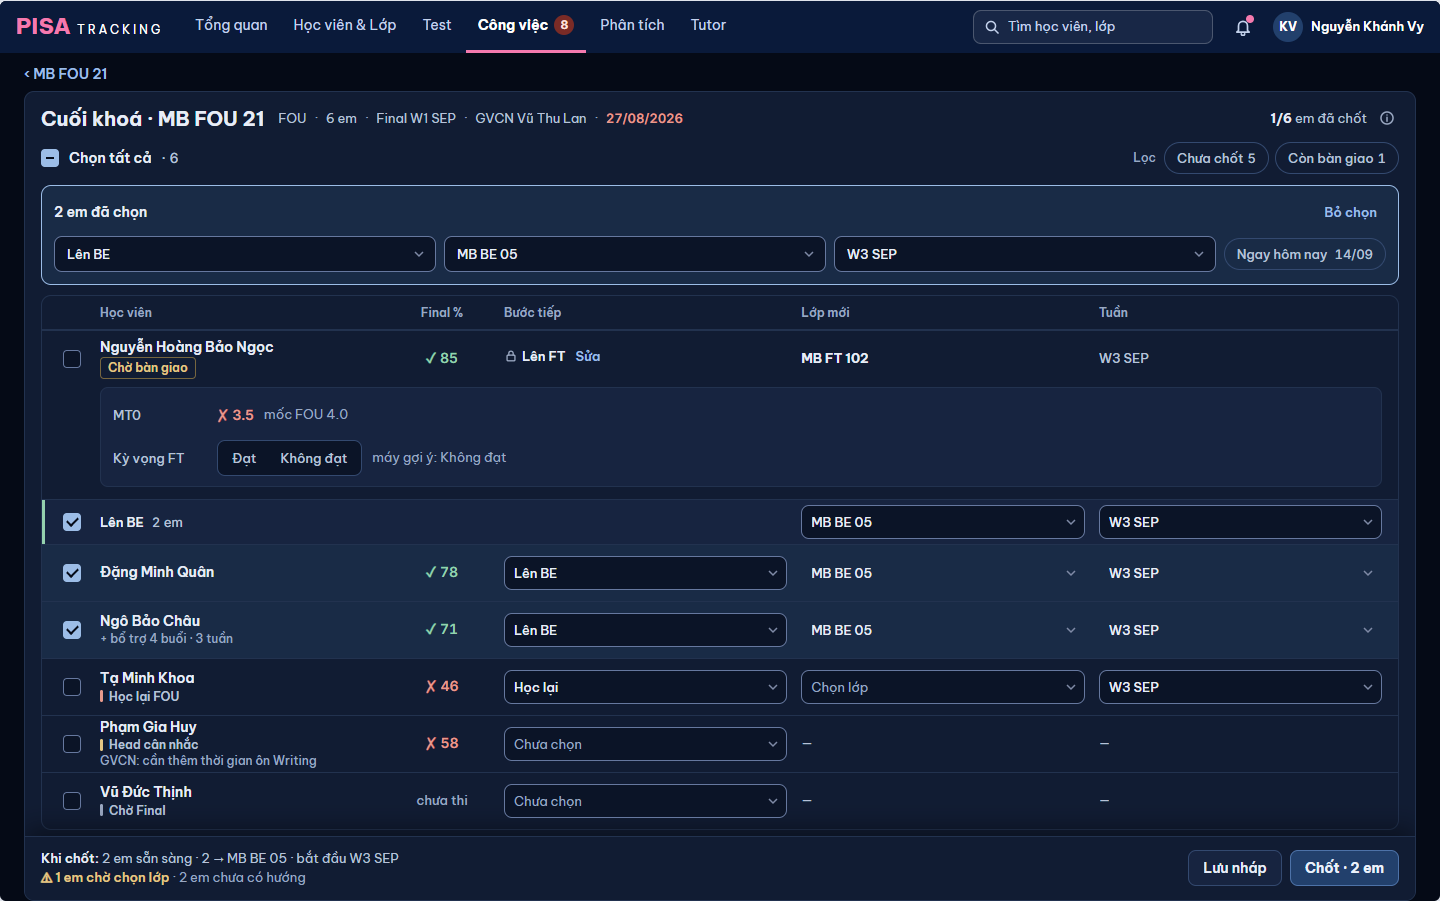 PISA TRACKING Tổng quan Học viên & Lớp Test Công việc 8 Phân tích Tutor Tìm học viên, lớp KV Nguyễn Khánh Vy
‹ MB FOU 21
Cuối khoá · MB FOU 21 FOU · 6 em · Final W1 SEP · GVCN Vũ Thu Lan · 27/08/2026 1/6 em đã chốt
Chọn tất cả · 6 Lọc Chưa chốt 5 Còn bàn giao 1
2 em đã chọn Bỏ chọn
Lên BE MB BE 05 W3 SEP Ngay hôm nay 14/09
Học viên Final % Bước tiếp Lớp mới Tuần
Nguyễn Hoàng Bảo Ngọc ✓ 85 Lên FT Sửa MB FT 102 W3 SEP
Chờ bàn giao
MT0 ✗ 3.5 mốc FOU 4.0
Kỳ vọng FT Đạt Không đạt máy gợi ý: Không đạt
Lên BE 2 em MB BE 05 W3 SEP
Đặng Minh Quân ✓ 78 Lên BE MB BE 05 W3 SEP
Ngô Bảo Châu ✓ 71 Lên BE MB BE 05 W3 SEP
+ bổ trợ 4 buổi · 3 tuần
Tạ Minh Khoa ✗ 46 Học lại Chọn lớp W3 SEP
Học lại FOU
Phạm Gia Huy ✗ 58 Chưa chọn – –
Head cân nhắc
GVCN: cần thêm thời gian ôn Writing
Vũ Đức Thịnh chưa thi Chưa chọn – –
Chờ Final
Khi chốt: 2 em sẵn sàng · 2 → MB BE 05 · bắt đầu W3 SEP Lưu nháp Chốt · 2 em
⚠ 1 em chờ chọn lớp · 2 em chưa có hướng